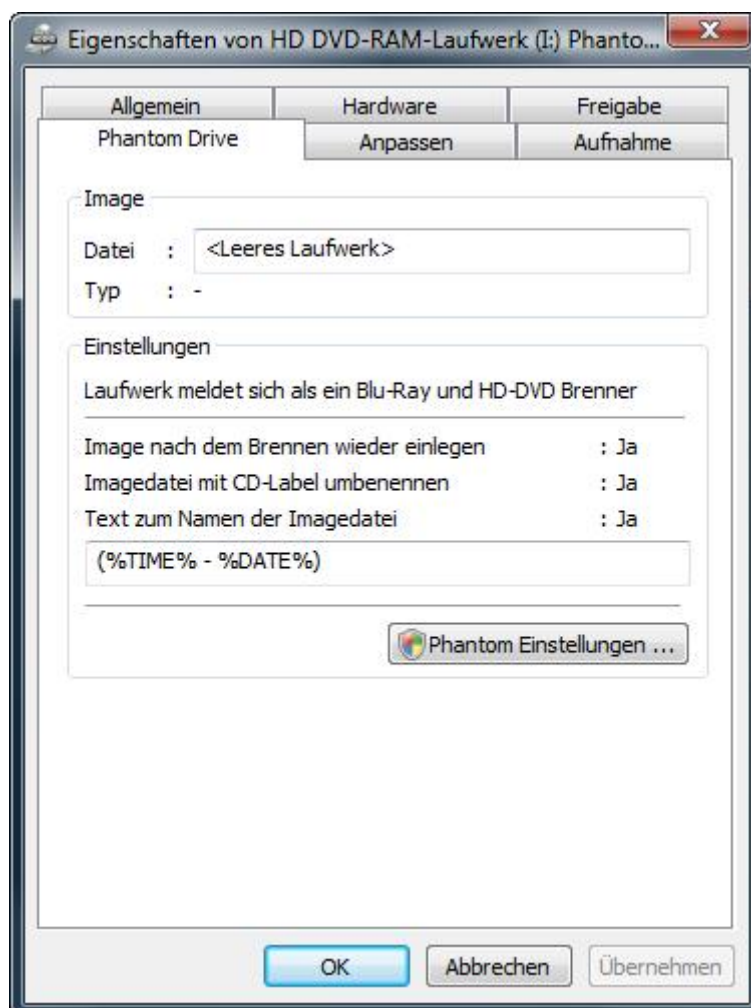 Eigenschaften von HD DVD-RAM-Laufwerk (I:) Phanto...
Allgemein Hardware Freigabe
Phantom Drive Anpassen Aufnahme
Image
Datei : <Leeres Laufwerk>
Typ : -
Einstellungen
Laufwerk meldet sich als ein Blu-Ray und HD-DVD Brenner
Image nach dem Brennen wieder einlegen : Ja
Imagedatei mit CD-Label umbenennen : Ja
Text zum Namen der Imagedatei : Ja
(%TIME% - %DATE%)
Phantom Einstellungen ...
OK Abbrechen Übernehmen